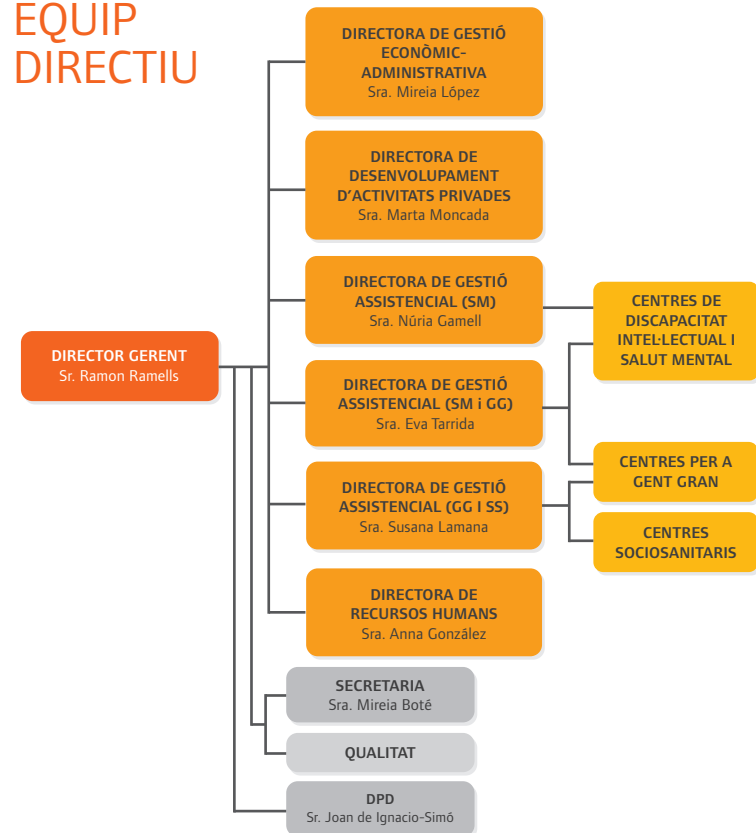 EQUIP
DIRECTIU
DIRECTOR GERENT
Sr. Ramon Ramells
DIRECTORA DE GESTIÓ
ECONÒMIC-
ADMINISTRATIVA
Sra. Mireia López
DIRECTORA DE
DESENVOLUPAMENT
D’ACTIVITATS PRIVADES
Sra. Marta Moncada
DIRECTORA DE GESTIÓ
ASSISTENCIAL (SM)
Sra. Núria Gamell
DIRECTORA DE GESTIÓ
ASSISTENCIAL (SM i GG)
Sra. Eva Tarrida
DIRECTORA DE GESTIÓ
ASSISTENCIAL (GG I SS)
Sra. Susana Lamana
DIRECTORA DE
RECURSOS HUMANS
Sra. Anna González
CENTRES DE
DISCAPACITAT
INTEL·LECTUAL I
SALUT MENTAL
CENTRES PER A
GENT GRAN
CENTRES
SOCIOSANITARIS
SECRETARIA
Sra. Mireia Boté
QUALITAT
DPD
Sr. Joan de Ignacio-Simó